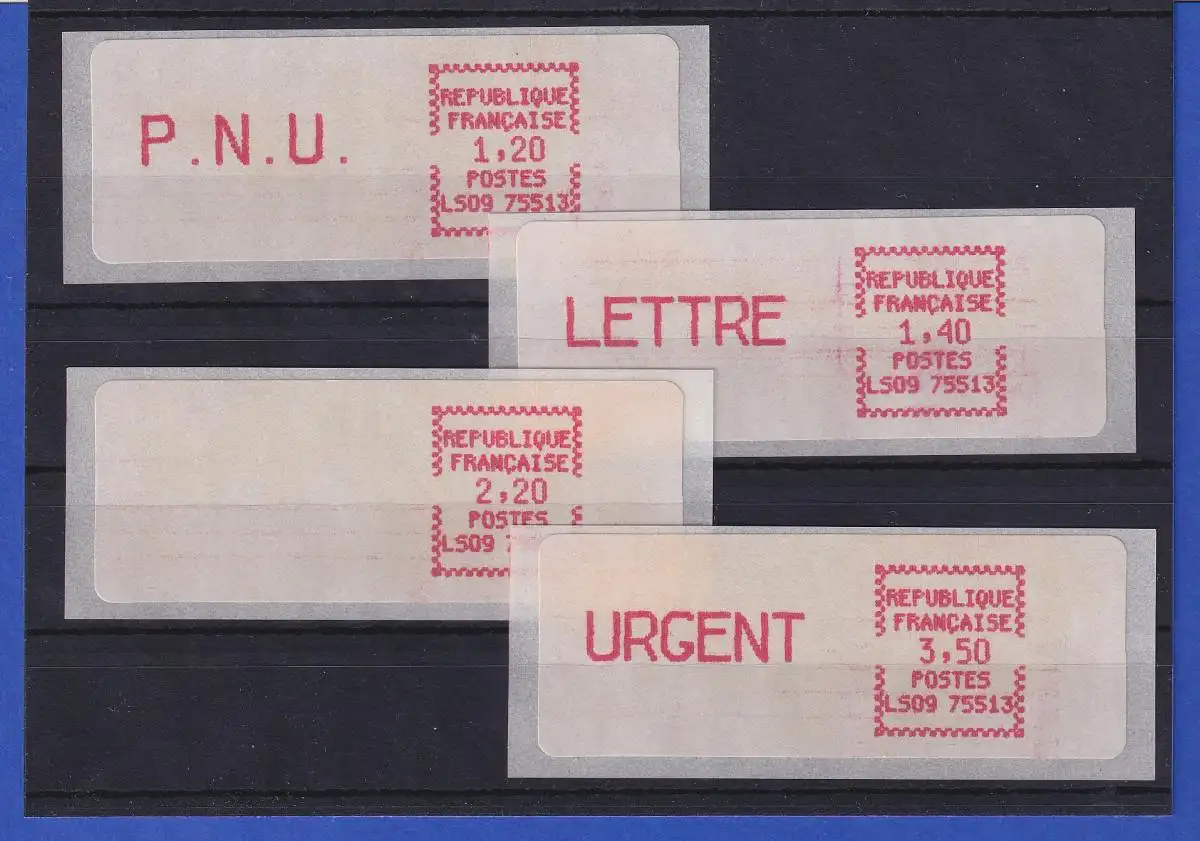 P.N.U.
REPUBLIQUE
FRANÇAISE
1,20
POSTES
LS09 75513
LETTRE
REPUBLIQUE
FRANÇAISE
1,40
POSTES
LS09 75513
REPUBLIQUE
FRANÇAISE
2,20
POSTES
LS09
URGENT
REPUBLIQUE
FRANÇAISE
3,50
POSTES
LS09 75513